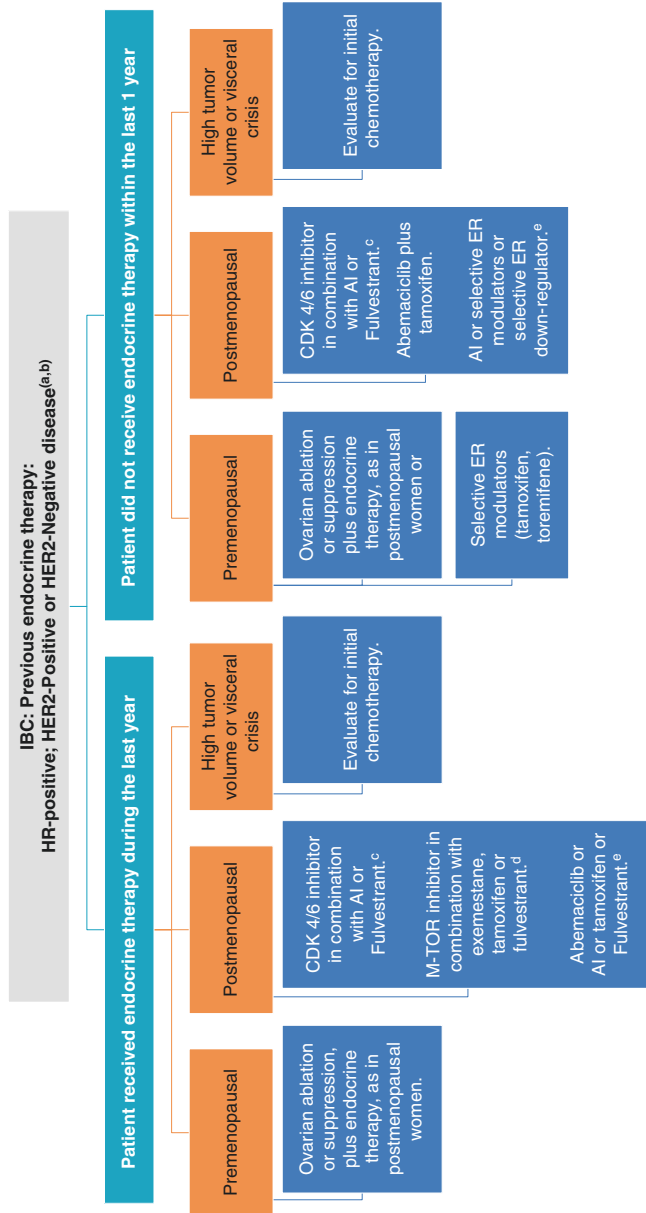 IBC: Previous endocrine therapy:
HR-positive; HER2-Positive or HER2-Negative disease(a,b)
Patient received endocrine therapy during the last year
Premenopausal
Ovarian ablation
or suppression,
plus endocrine
therapy, as in
postmenopausal
women.
Postmenopausal
CDK 4/6 inhibitor
in combination
with AI or
Fulvestrant.c
M-TOR inhibitor in
combination with
exemestane,
tamoxifen or
fulvestrant.d
Abemaciclib or
AI or tamoxifen or
Fulvestrant.e
High tumor
volume or visceral
crisis
Evaluate for initial
chemotherapy.
Patient did not receive endocrine therapy within the last 1 year
Premenopausal
Ovarian ablation
or suppression
plus endocrine
therapy, as in
postmenopausal
women or
Selective ER
modulators
(tamoxifen,
toremifene).
Postmenopausal
CDK 4/6 inhibitor
in combination
with AI or
Fulvestrant.c
Abemaciclib plus
tamoxifen.
AI or selective ER
modulators or
selective ER
down-regulator.e
High tumor
volume or visceral
crisis
Evaluate for initial
chemotherapy.